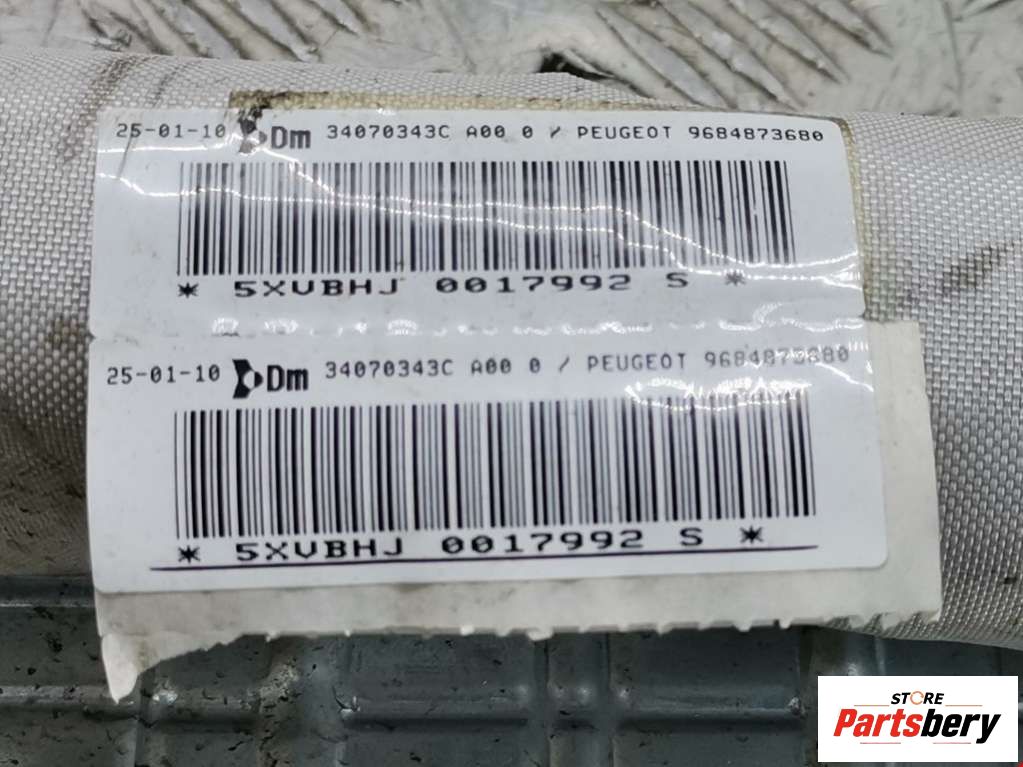 25-01-10 Dm 34070343C A00 0 / PEUGEOT 9684873680
* 5XVBHJ 0017992 S *
25-01-10 Dm 34070343C A00 0 / PEUGEOT 9684873680
* 5XVBHJ 0017992 S *
STORE
Partsbery